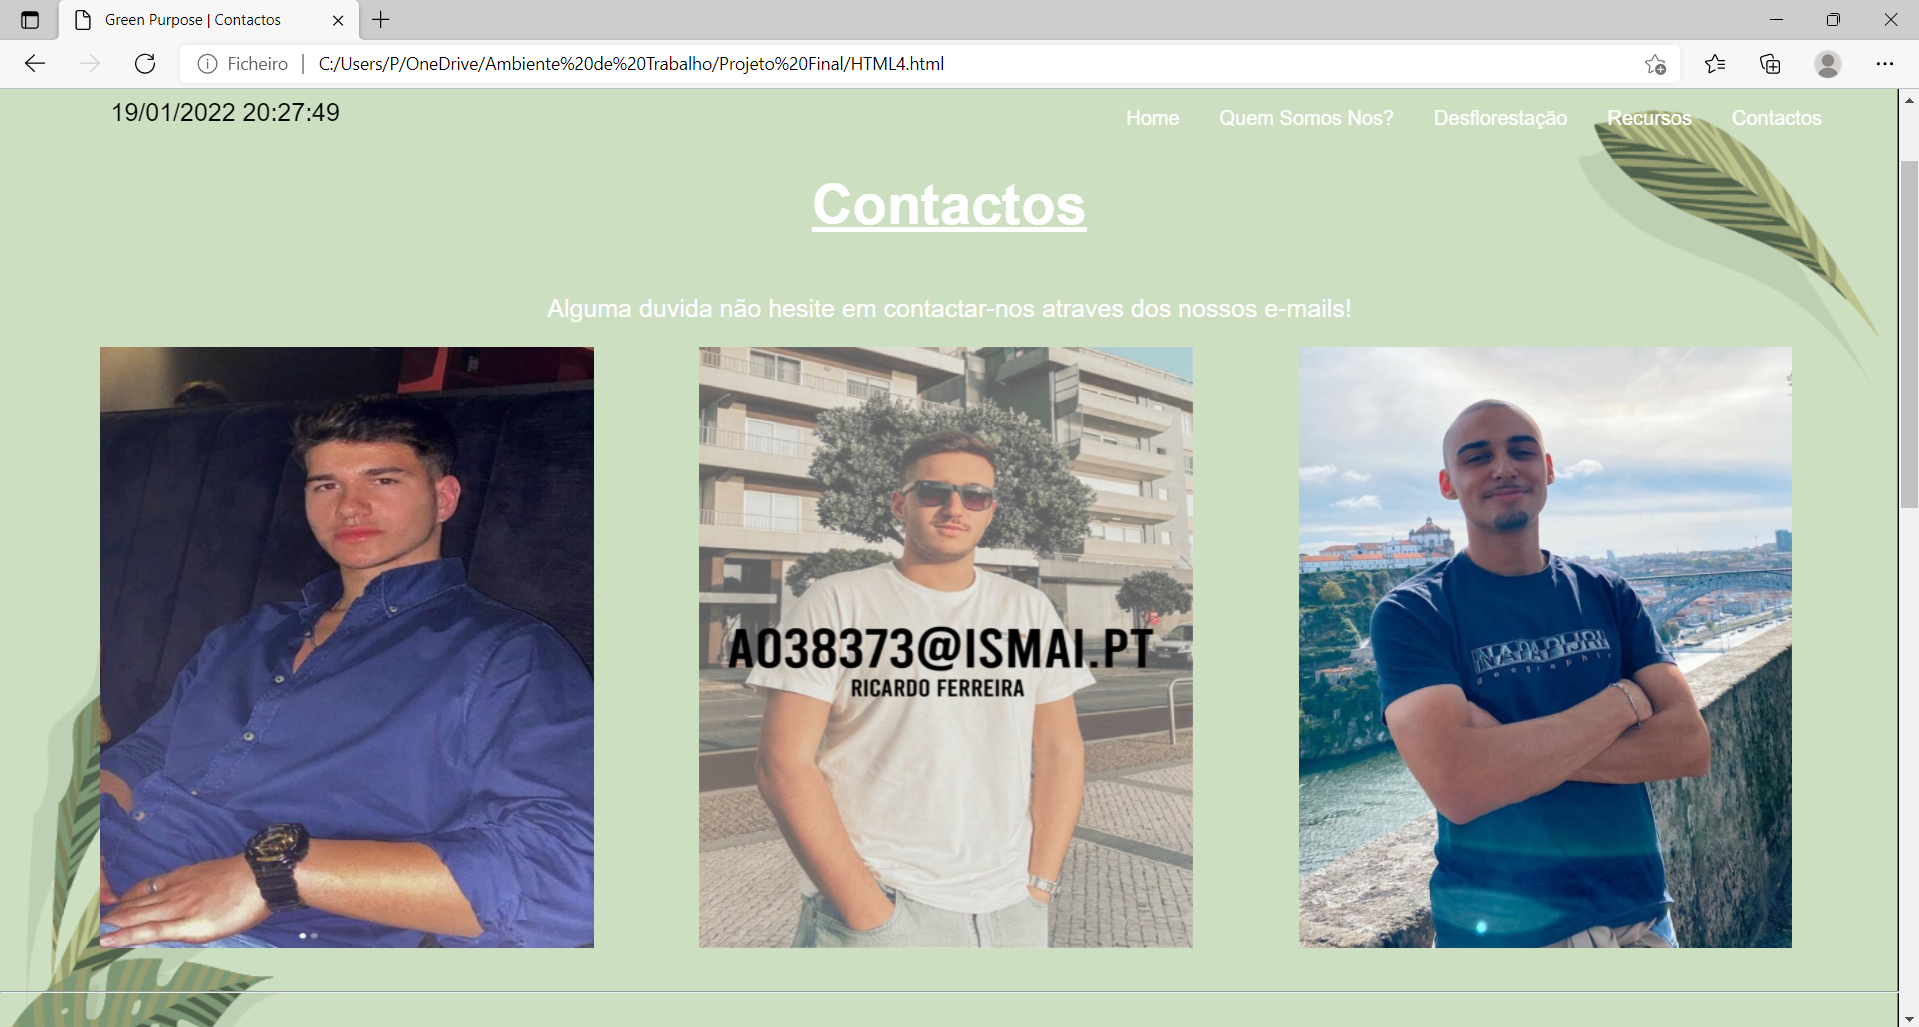 Green Purpose | Contactos
Ficheiro | C:/Users/P/OneDrive/Ambiente%20de%20Trabalho/Projeto%20Final/HTML4.html
19/01/2022 20:27:49
Home Quem Somos Nos? Desflorestação Recursos Contactos
Contactos
Alguma duvida não hesite em contactar-nos atraves dos nossos e-mails!
A038373@ISMAI.PT
RICARDO FERREIRA
NAPAPIJRI
geographic